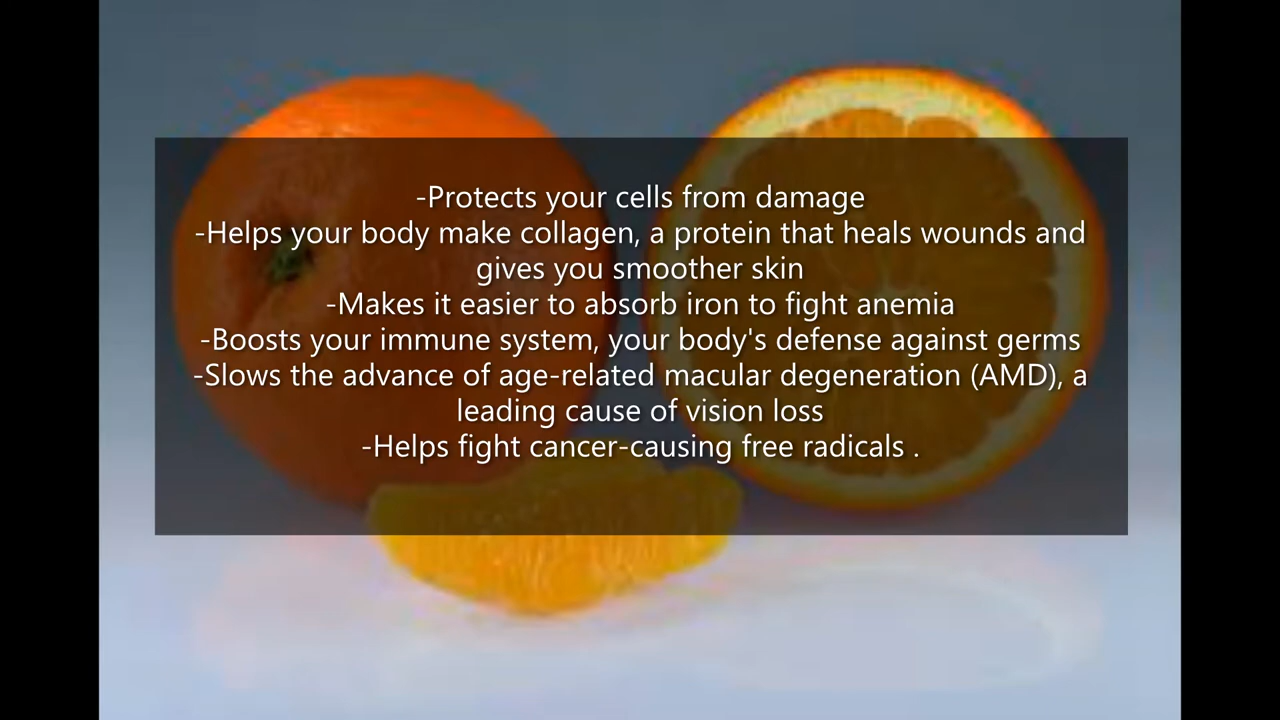 -Protects your cells from damage
-Helps your body make collagen, a protein that heals wounds and
gives you smoother skin
-Makes it easier to absorb iron to fight anemia
-Boosts your immune system, your body's defense against germs
-Slows the advance of age-related macular degeneration (AMD), a
leading cause of vision loss
-Helps fight cancer-causing free radicals .